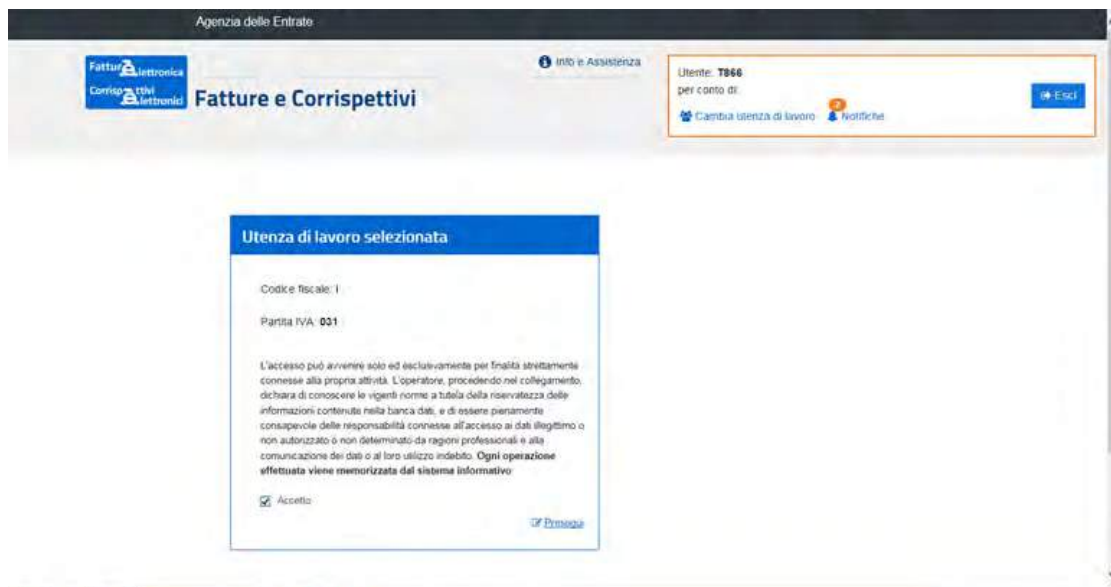 Agenzia delle Entrate
FatturAElettronica
CorrispAttivi Elettronici
Fatture e Corrispettivi
Info e Assistenza
Utente: T866
per conto di:
Cambia utenza di lavoro
2
Notifiche
Esci
Utenza di lavoro selezionata
Codice fiscale: I
Partita IVA: 031
L'accesso può avvenire solo ed esclusivamente per finalità strettamente
connesse alla propria attività. L'operatore, procedendo nel collegamento,
dichiara di conoscere le vigenti norme a tutela della riservatezza delle
informazioni contenute nella banca dati, e di essere pienamente
consapevole delle responsabilità connesse all'accesso ai dati illegittimo o
non autorizzato o non determinato da ragioni professionali e alla
comunicazione dei dati o al loro utilizzo indebito. Ogni operazione
effettuata viene memorizzata dal sistema informativo
Accetto
Prosegui